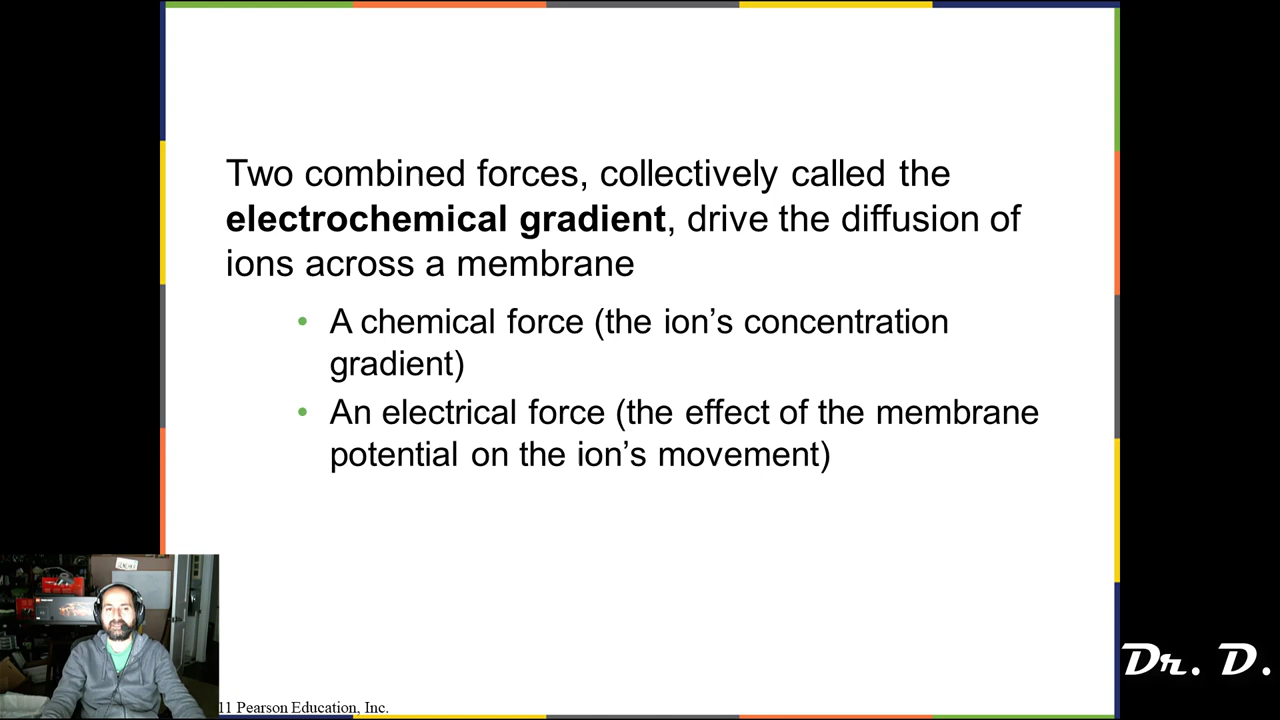 Two combined forces, collectively called the
electrochemical gradient, drive the diffusion of
ions across a membrane
• A chemical force (the ion’s concentration
gradient)
• An electrical force (the effect of the membrane
potential on the ion’s movement)
11 Pearson Education, Inc.
Dr. D.